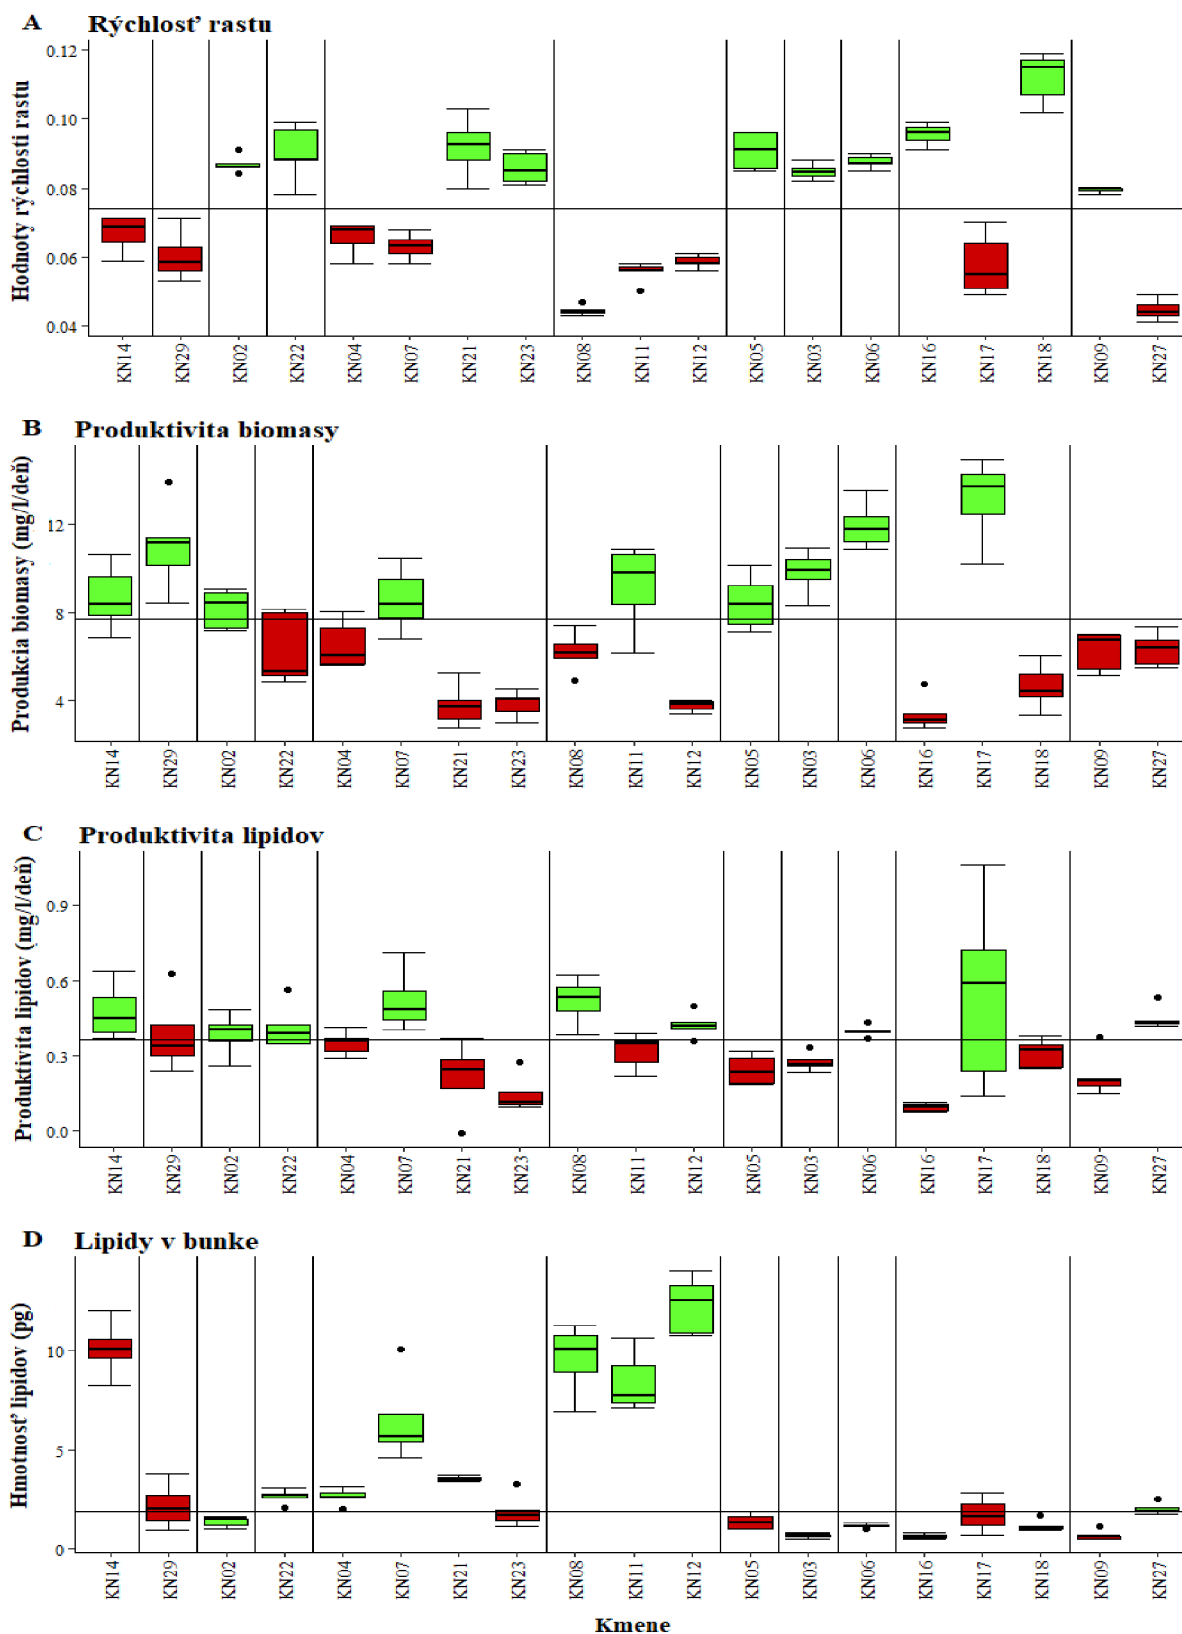 A Rýchlosť rastu
Hodnoty rýchlosti rastu
0.12
0.10
0.08
0.06
0.04
KN14 KN29 KN02 KN22 KN04 KN07 KN21 KN23 KN08 KN11 KN12 KN05 KN03 KN06 KN16 KN17 KN18 KN09 KN27
B Produktivita biomasy
Produkcia biomasy (mg/l/deň)
12
8
4
KN14 KN29 KN02 KN22 KN04 KN07 KN21 KN23 KN08 KN11 KN12 KN05 KN03 KN06 KN16 KN17 KN18 KN09 KN27
C Produktivita lipidov
Produktivita lipidov (mg/l/deň)
0.9
0.6
0.3
0.0
KN14 KN29 KN02 KN22 KN04 KN07 KN21 KN23 KN08 KN11 KN12 KN05 KN03 KN06 KN16 KN17 KN18 KN09 KN27
D Lipidy v bunke
Hmotnosť lipidov (pg)
10
5
0
KN14 KN29 KN02 KN22 KN04 KN07 KN21 KN23 KN08 KN11 KN12 KN05 KN03 KN06 KN16 KN17 KN18 KN09 KN27
Kmene